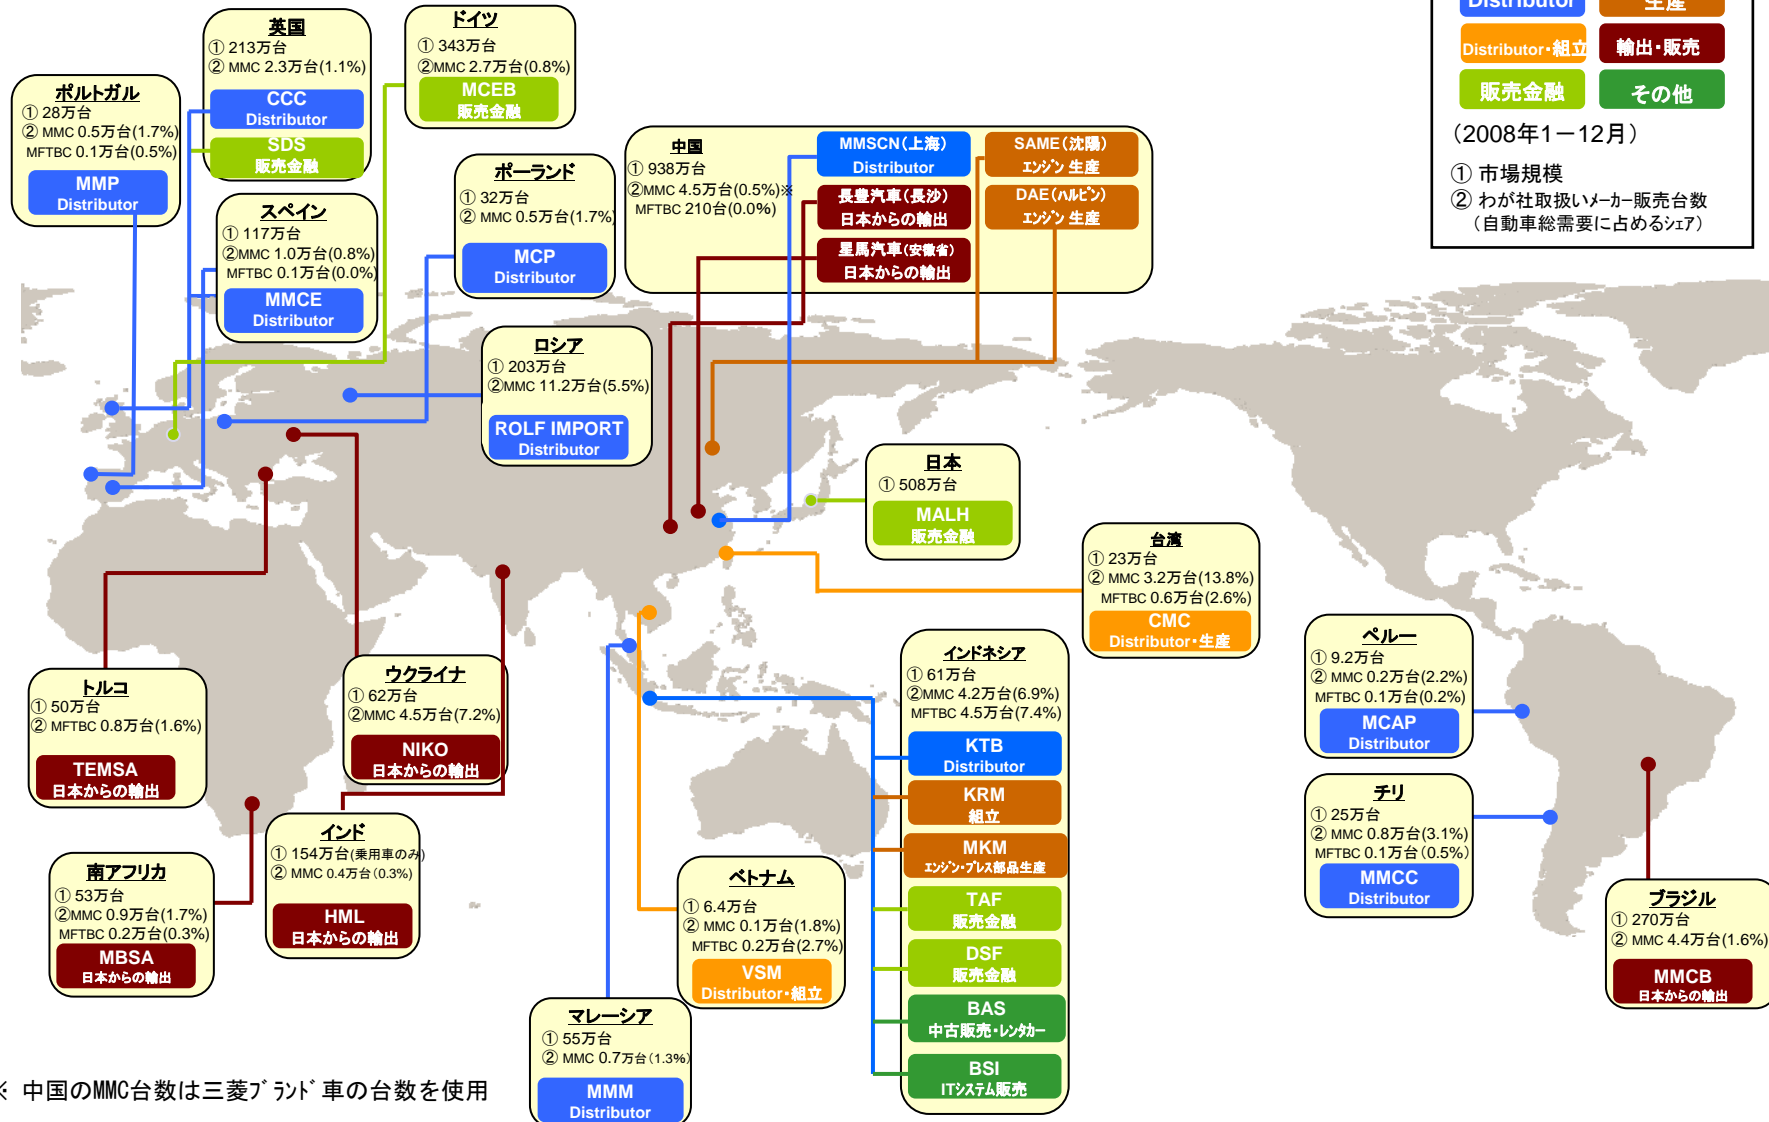 英国
① 213万台
② MMC 2.3万台(1.1%)
CCC
Distributor
SDS
販売金融
ドイツ
① 343万台
②MMC 2.7万台(0.8%)
MCEB
販売金融
Distributor
生産
Distributor・組立
輸出・販売
販売金融
その他
(2008年1－12月)
① 市場規模
② わが社取扱いメーカー販売台数
(自動車総需要に占めるシェア)
ポルトガル
① 28万台
② MMC 0.5万台(1.7%)
MFTBC 0.1万台(0.5%)
MMP
Distributor
スペイン
① 117万台
②MMC 1.0万台(0.8%)
MFTBC 0.1万台(0.0%)
MMCE
Distributor
ポーランド
① 32万台
② MMC 0.5万台(1.7%)
MCP
Distributor
中国
① 938万台
②MMC 4.5万台(0.5%)※
MFTBC 210台(0.0%)
MMSCN(上海)
Distributor
長豊汽車(長沙)
日本からの輸出
星馬汽車(安徽省)
日本からの輸出
SAME(沈陽)
エンジン 生産
DAE(ハルビン)
エンジン 生産
ロシア
① 203万台
②MMC 11.2万台(5.5%)
ROLF IMPORT
Distributor
日本
① 508万台
MALH
販売金融
台湾
① 23万台
② MMC 3.2万台(13.8%)
MFTBC 0.6万台(2.6%)
CMC
Distributor・生産
トルコ
① 50万台
② MFTBC 0.8万台(1.6%)
TEMSA
日本からの輸出
ウクライナ
① 62万台
②MMC 4.5万台(7.2%)
NIKO
日本からの輸出
インドネシア
① 61万台
②MMC 4.2万台(6.9%)
MFTBC 4.5万台(7.4%)
KTB
Distributor
KRM
組立
MKM
エンジン・プレス部品生産
TAF
販売金融
DSF
販売金融
BAS
中古販売・レンタカー
BSI
ITシステム販売
ペルー
① 9.2万台
② MMC 0.2万台(2.2%)
MFTBC 0.1万台(0.2%)
MCAP
Distributor
チリ
① 25万台
② MMC 0.8万台(3.1%)
MFTBC 0.1万台(0.5%)
MMCC
Distributor
南アフリカ
① 53万台
②MMC 0.9万台(1.7%)
MFTBC 0.2万台(0.3%)
MBSA
日本からの輸出
インド
① 154万台(乗用車のみ)
② MMC 0.4万台(0.3%)
HML
日本からの輸出
ベトナム
① 6.4万台
② MMC 0.1万台(1.8%)
MFTBC 0.2万台(2.7%)
VSM
Distributor・組立
ブラジル
① 270万台
② MMC 4.4万台(1.6%)
MMCB
日本からの輸出
マレーシア
① 55万台
② MMC 0.7万台(1.3%)
MMM
Distributor
※ 中国のMMC台数は三菱ブランド車の台数を使用